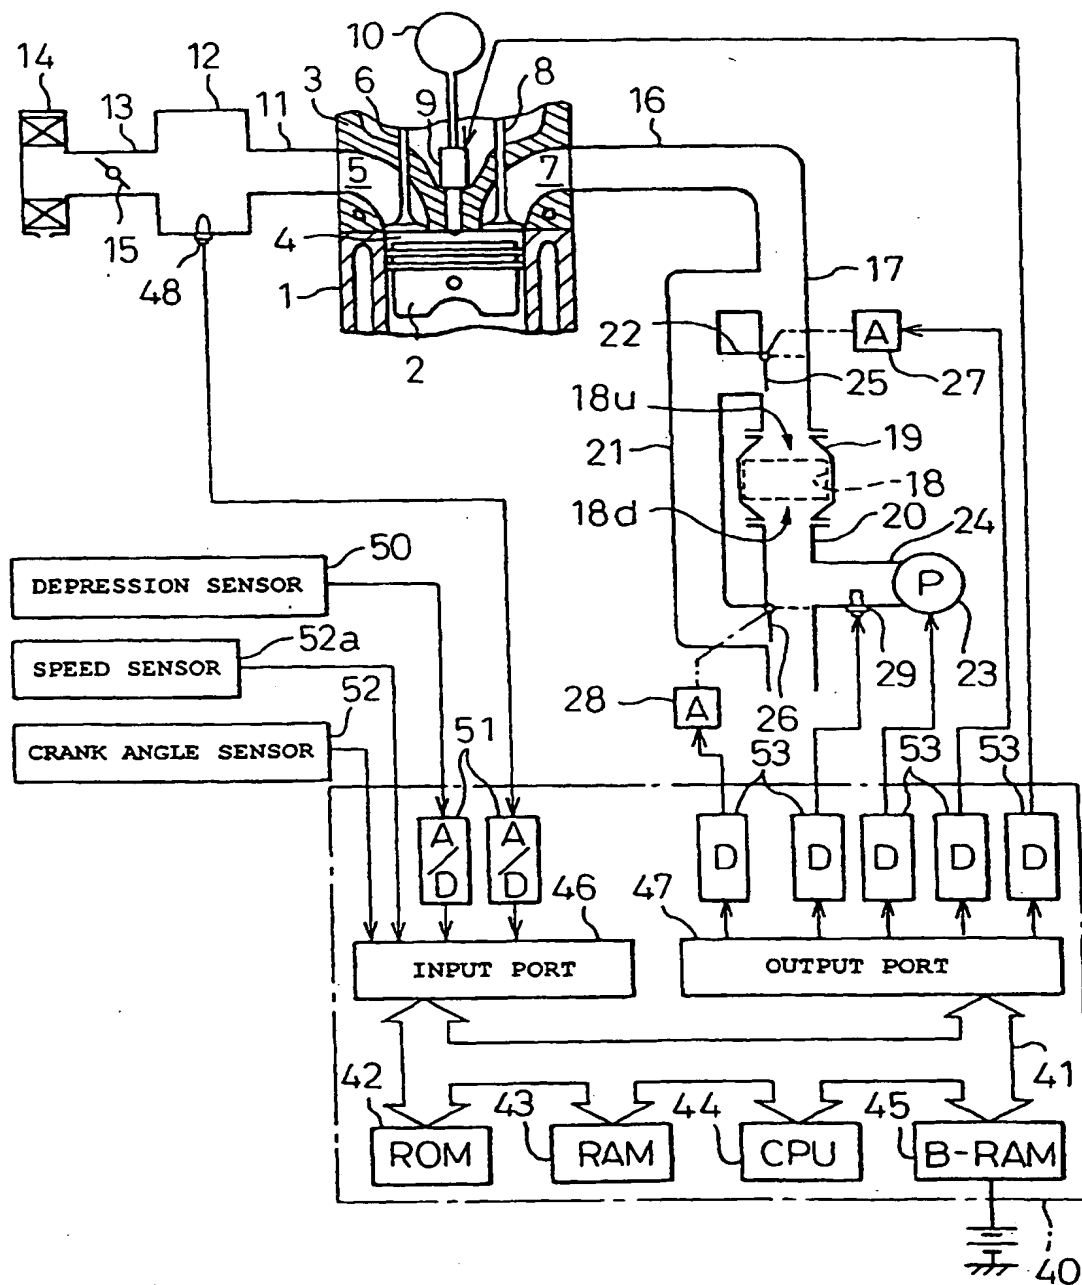 10
14
12
3
6
9
8
13
11
16
5
7
15
4
48
1
17
2
22
A
25
27
18u
19
21
18
18d
20
24
50
P
DEPRESSION SENSOR
52a
SPEED SENSOR
29
23
28
A
26
52
CRANK ANGLE SENSOR
51
53
53
53
A/D
A/D
D
D
D
D
D
46
47
INPUT PORT
OUTPUT PORT
41
42
43
44
45
ROM
RAM
CPU
B-RAM
40